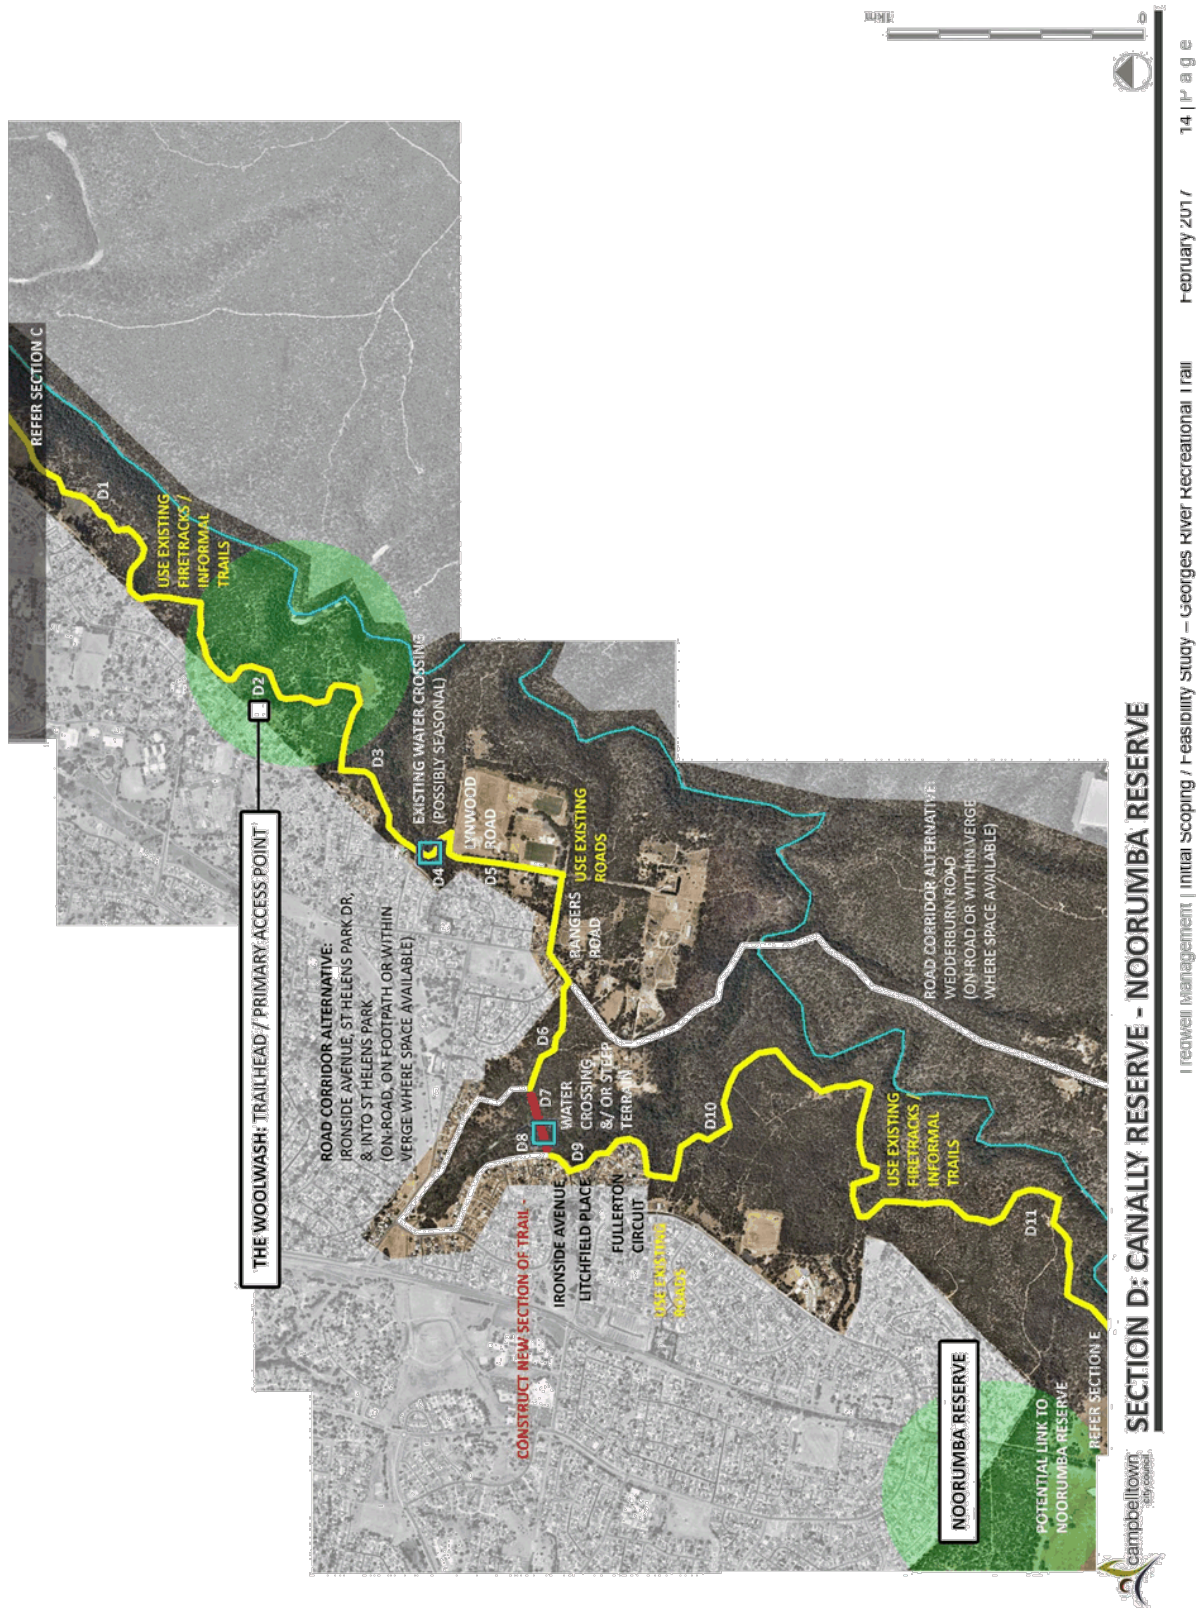 REFER SECTION C
D1
USE EXISTING
FIRETRACKS /
INFORMAL
TRAILS
D2
THE WOOLWASH: TRAILHEAD / PRIMARY ACCESS POINT
D3
EXISTING WATER CROSSING
(POSSIBLY SEASONAL)
D4
LYNWOOD
ROAD
D5
USE EXISTING
ROADS
RANGERS
ROAD
ROAD CORRIDOR ALTERNATIVE:
IRONSIDE AVENUE, ST HELENS PARK DR,
& INTO ST HELENS PARK
(ON-ROAD, ON FOOTPATH OR WITHIN
VERGE WHERE SPACE AVAILABLE)
D6
D7
D8
WATER
CROSSING
& / OR STEEP
TERRAIN
D9
CONSTRUCT NEW SECTION OF TRAIL -
IRONSIDE AVENUE
LITCHFIELD PLACE
FULLERTON
CIRCUIT
USE EXISTING
ROADS
D10
ROAD CORRIDOR ALTERNATIVE:
WEDDERBURN ROAD
(ON-ROAD OR WITHIN VERGE
WHERE SPACE AVAILABLE)
USE EXISTING
FIRETRACKS /
INFORMAL
TRAILS
D11
NOORUMBA RESERVE
POTENTIAL LINK TO
NOORUMBA RESERVE
REFER SECTION E
0
1km
campbelltown
city council
SECTION D: CANALLY RESERVE - NOORUMBA RESERVE
Tredwell Management | Initial Scoping / Feasibility Study – Georges River Recreational Trail February 2017 14 | P a g e